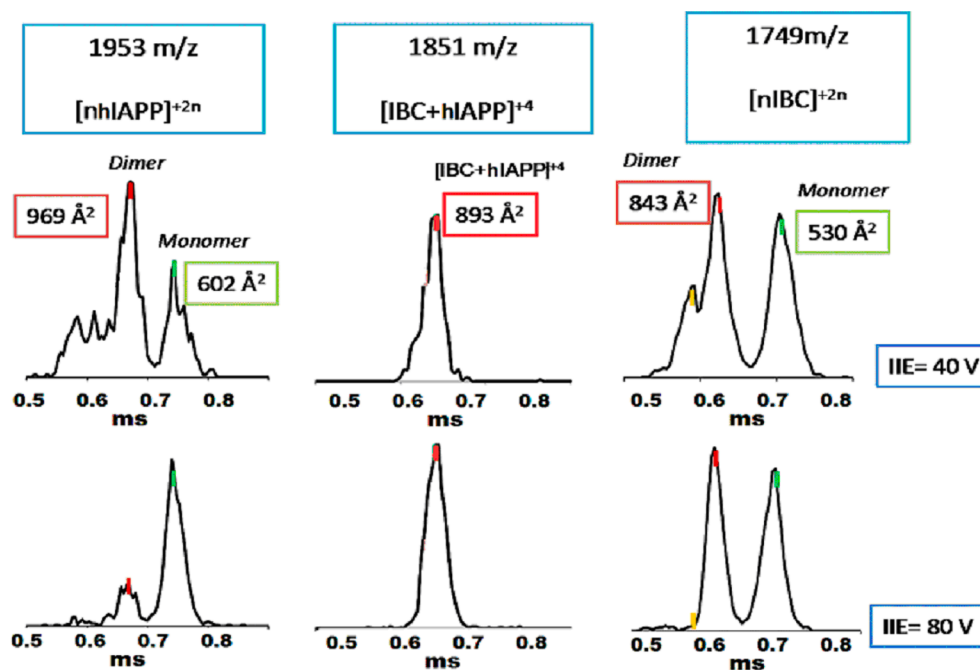 1953 m/z
[nhIAPP]⁺²ⁿ
1851 m/z
[IBC+hIAPP]⁺⁴
1749m/z
[nIBC]⁺²ⁿ
Dimer
969 Å²
Monomer
602 Å²
[IBC+hIAPP]⁺⁴
893 Å²
Dimer
843 Å²
Monomer
530 Å²
IIE= 40 V
0.5 0.6 0.7 0.8
ms
0.5 0.6 0.7 0.8
ms
0.5 0.6 0.7 0.8
ms
0.5 0.6 0.7 0.8
ms
0.5 0.6 0.7 0.8
ms
0.5 0.6 0.7 0.8
ms
IIE= 80 V